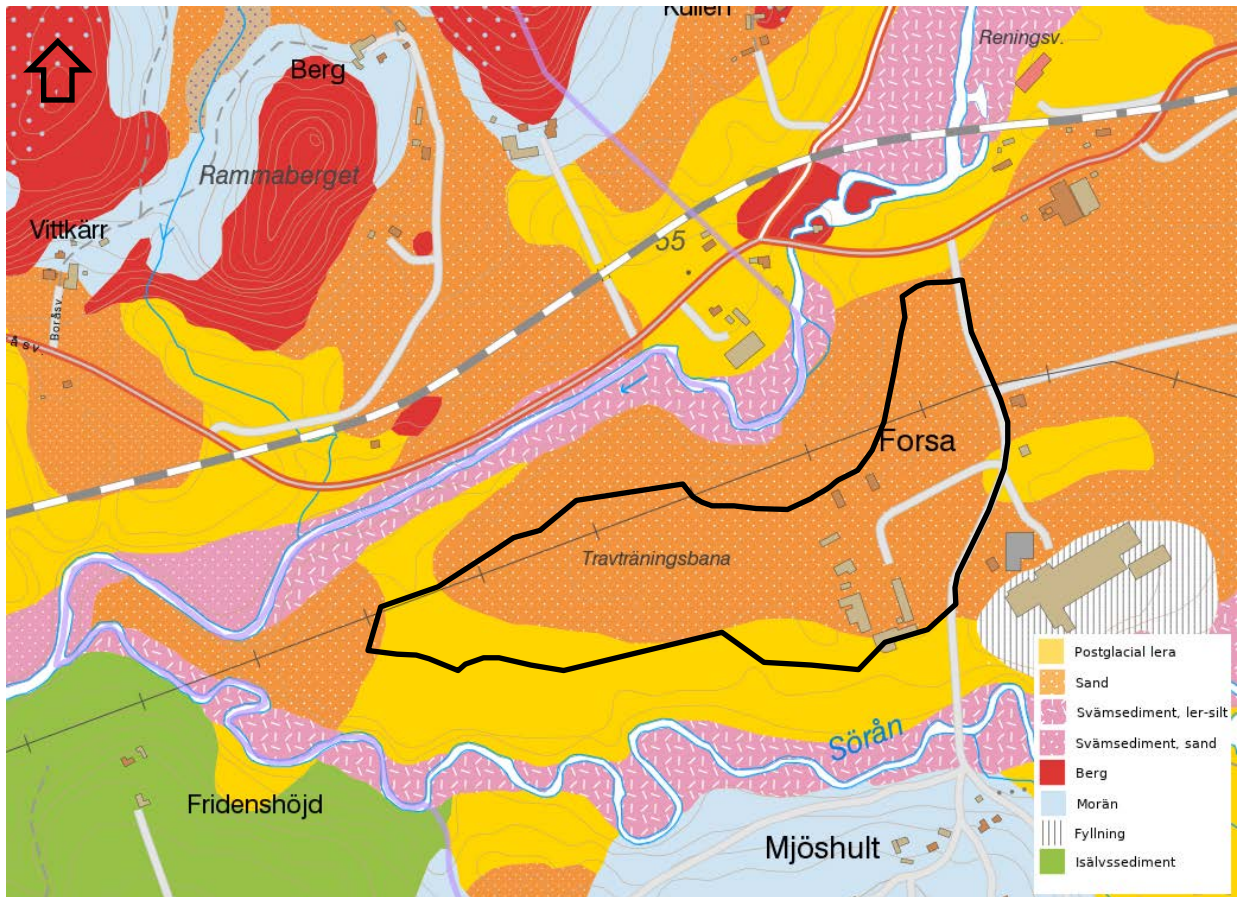 Kullen
Reningsv.
Berg
Rammaberget
Vittkärr
55
Boråsv.
åsv.
Forsa
Travträningsbana
Sörån
Fridenshöjd
Mjöshult
Postglacial lera
Sand
Svämsediment, ler-silt
Svämsediment, sand
Berg
Morän
Fyllning
Isälvssediment